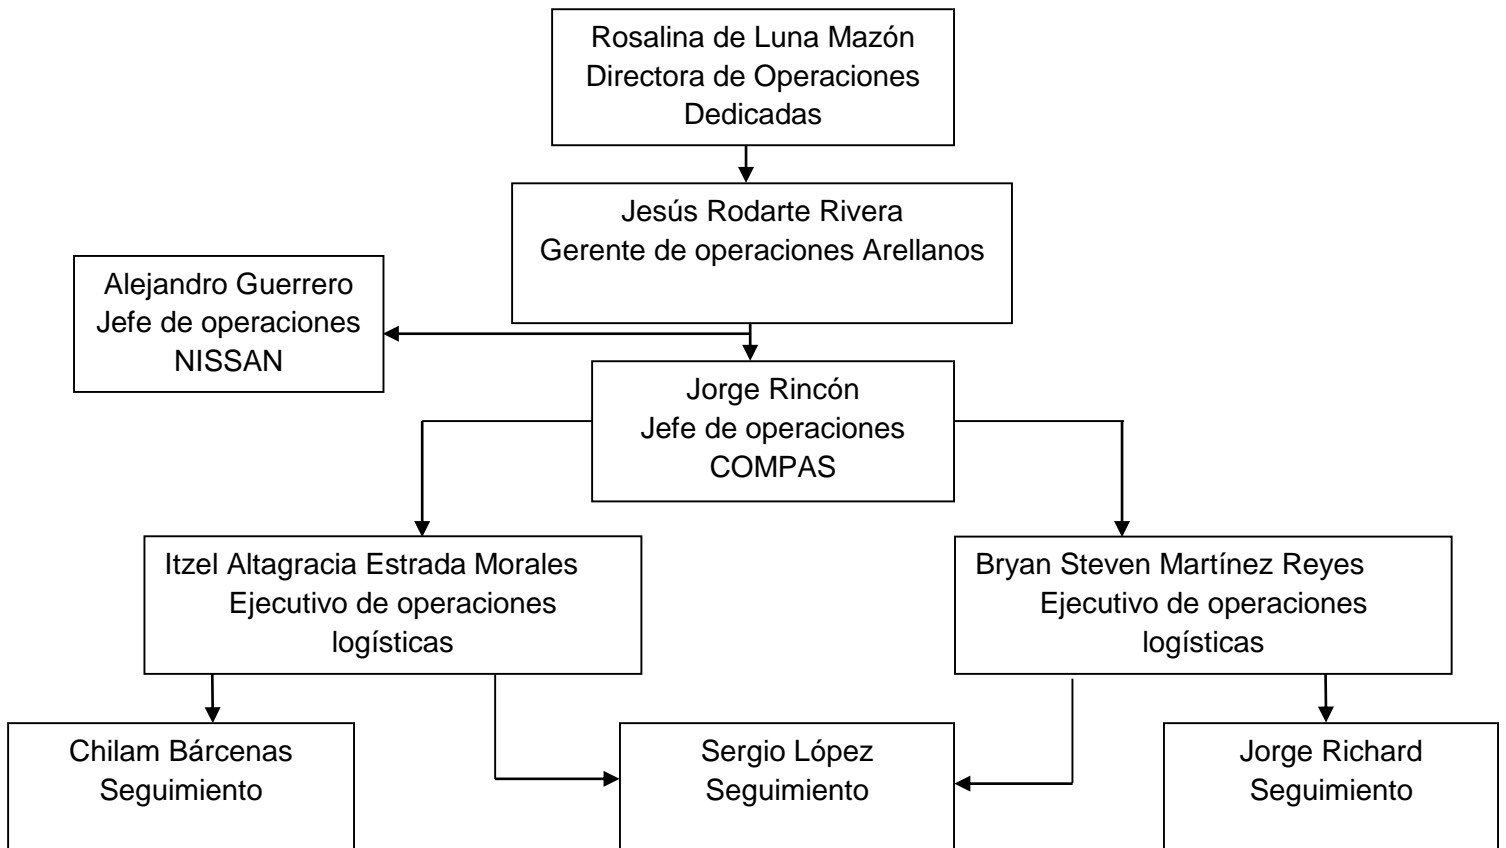 Rosalina de Luna Mazón
Directora de Operaciones
Dedicadas
Jesús Rodarte Rivera
Gerente de operaciones Arellanos
Alejandro Guerrero
Jefe de operaciones
NISSAN
Jorge Rincón
Jefe de operaciones
COMPAS
Itzel Altagracia Estrada Morales
Ejecutivo de operaciones
logísticas
Bryan Steven Martínez Reyes
Ejecutivo de operaciones
logísticas
Chilam Bárcenas
Seguimiento
Sergio López
Seguimiento
Jorge Richard
Seguimiento